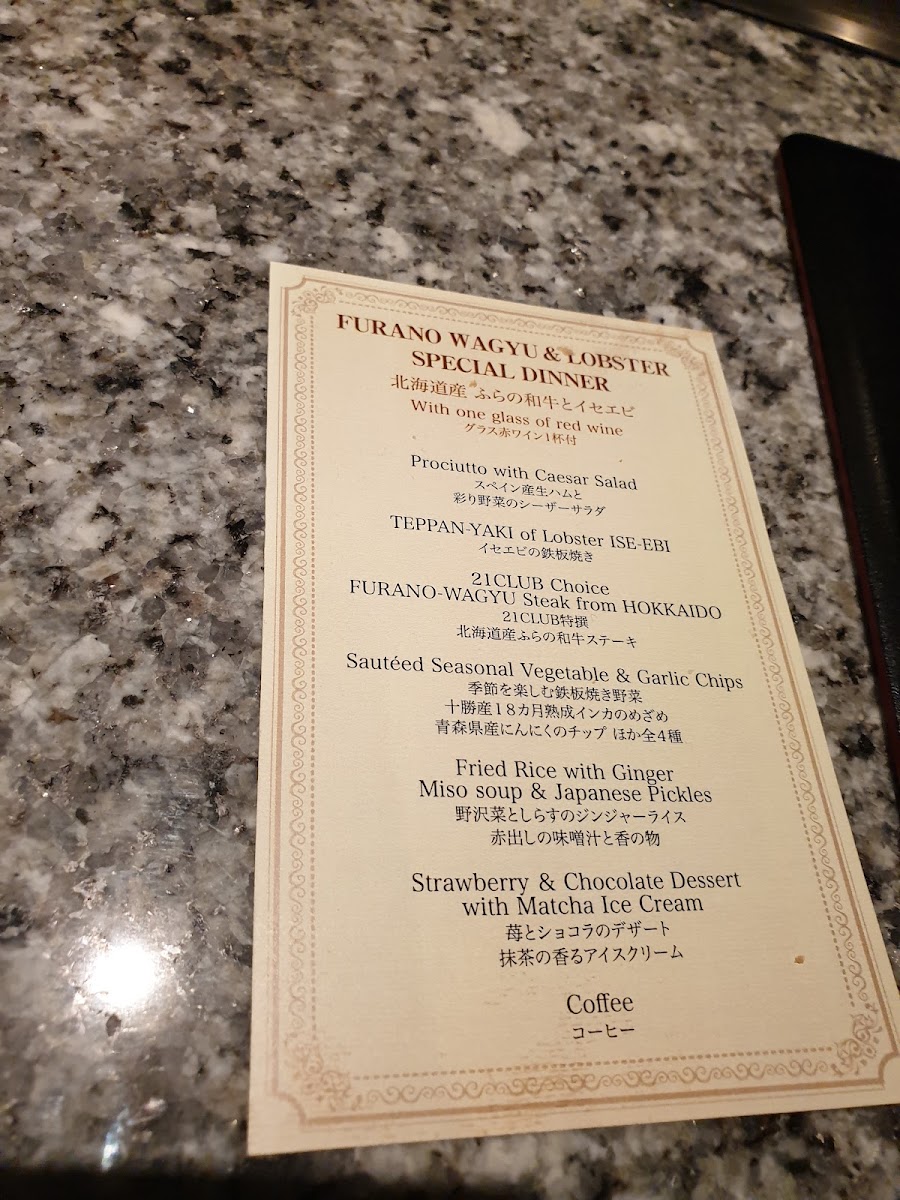 FURANO WAGYU & LOBSTER
SPECIAL DINNER
北海道産 ふらの和牛とイセエビ
With one glass of red wine
グラス赤ワイン1杯付
Prociutto with Caesar Salad
スペイン産生ハムと
彩り野菜のシーザーサラダ
TEPPAN-YAKI of Lobster ISE-EBI
イセエビの鉄板焼き
21CLUB Choice
FURANO-WAGYU Steak from HOKKAIDO
21CLUB特撰
北海道産ふらの和牛ステーキ
Sautéed Seasonal Vegetable & Garlic Chips
季節を楽しむ鉄板焼き野菜
十勝産18カ月熟成インカのめざめ
青森県産にんにくのチップ ほか全4種
Fried Rice with Ginger
Miso soup & Japanese Pickles
野沢菜としらすのジンジャーライス
赤出しの味噌汁と香の物
Strawberry & Chocolate Dessert
with Matcha Ice Cream
苺とショコラのデザート
抹茶の香るアイスクリーム
Coffee
コーヒー